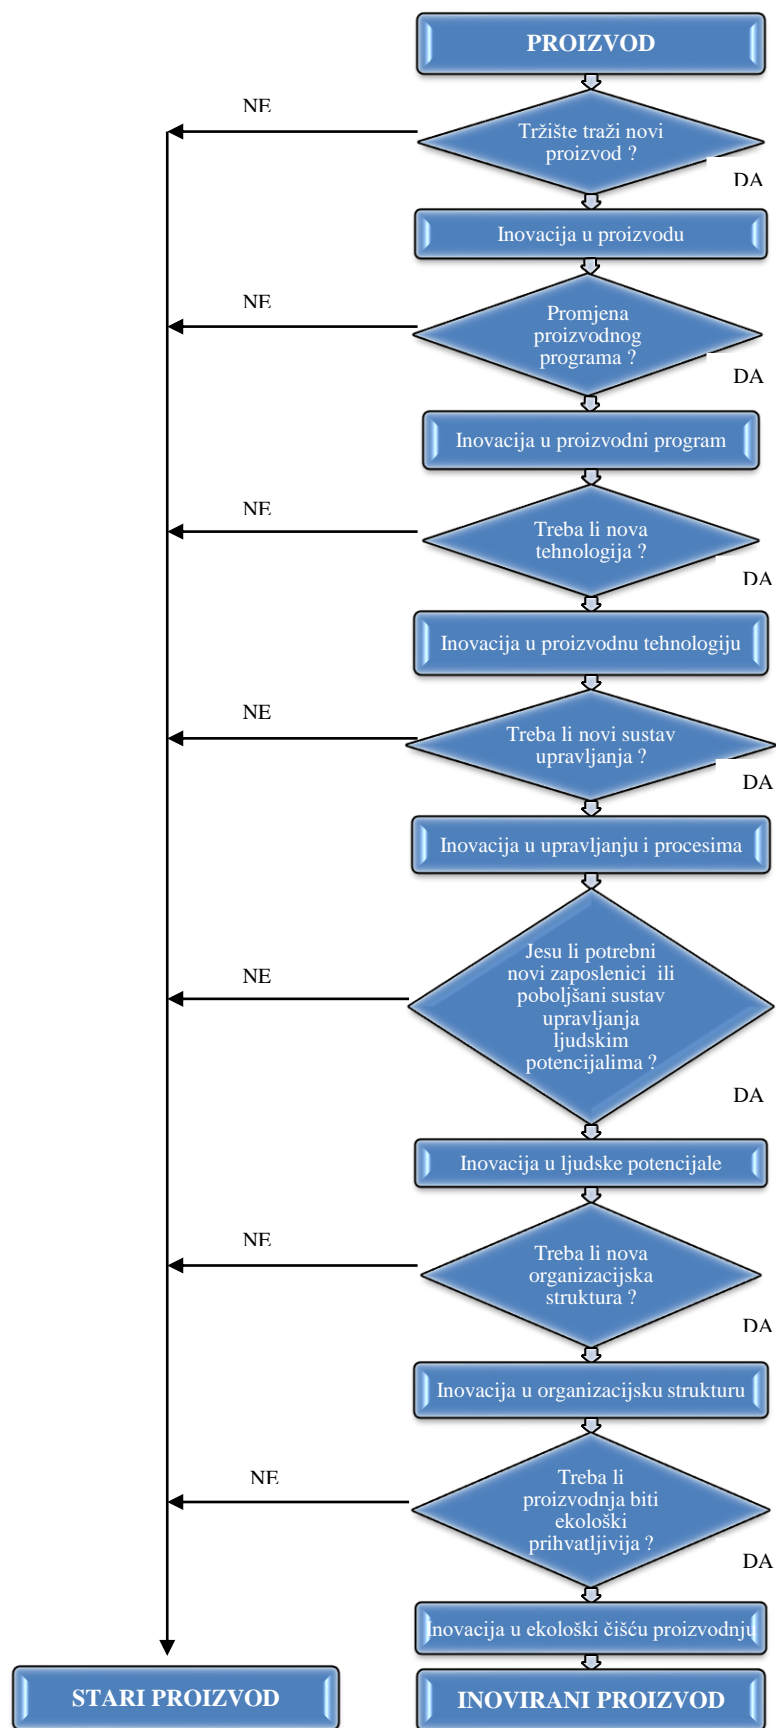 PROIZVOD
NE
Tržište traži novi
proizvod ?
DA
Inovacija u proizvodu
NE
Promjena
proizvodnog
programa ?
DA
Inovacija u proizvodni program
NE
Treba li nova
tehnologija ?
DA
Inovacija u proizvodnu tehnologiju
NE
Treba li novi sustav
upravljanja ?
DA
Inovacija u upravljanju i procesima
NE
Jesu li potrebni
novi zaposlenici ili
poboljšani sustav
upravljanja
ljudskim
potencijalima ?
DA
Inovacija u ljudske potencijale
NE
Treba li nova
organizacijska
struktura ?
DA
Inovacija u organizacijsku strukturu
NE
Treba li
proizvodnja biti
ekološki
prihvatljivija ?
DA
Inovacija u ekološki čišću proizvodnju
STARI PROIZVOD
INOVIRANI PROIZVOD